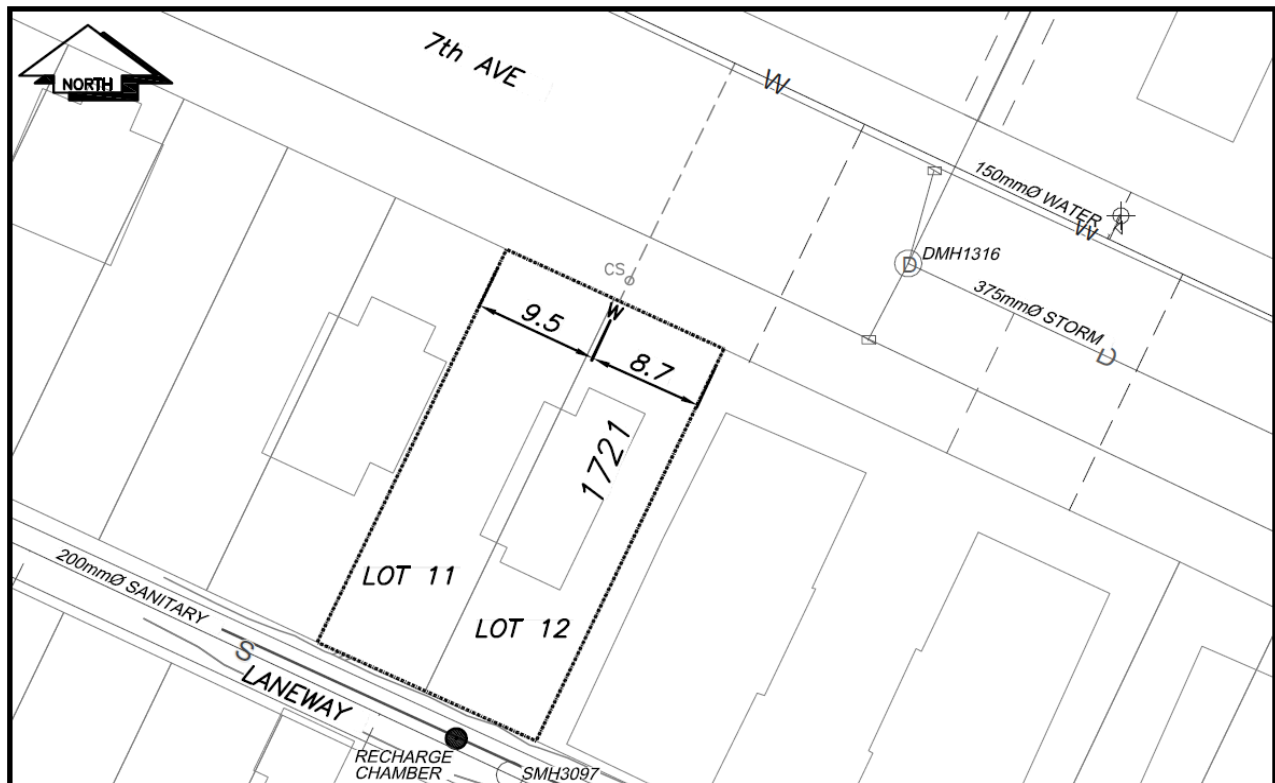 7th AVE
NORTH
W
150mmØ WATER
W
CS
DMH1316
D
W
9.5
8.7
375mmØ STORM
D
1721
LOT 11
LOT 12
200mmØ SANITARY
S
LANEWAY
RECHARGE
CHAMBER
SMH3097